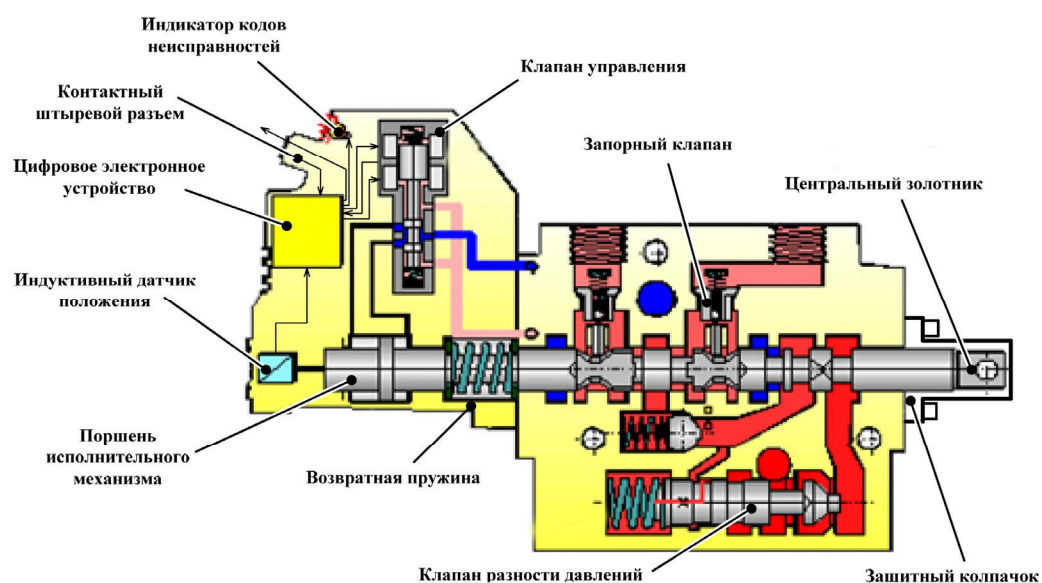 Индикатор кодов
неисправностей
Контактный
штыревой разъем
Цифровое электронное
устройство
Индуктивный датчик
положения
Поршень
исполнительного
механизма
Возвратная пружина
Клапан управления
Запорный клапан
Центральный золотник
Клапан разности давлений
Зашитный колпачок